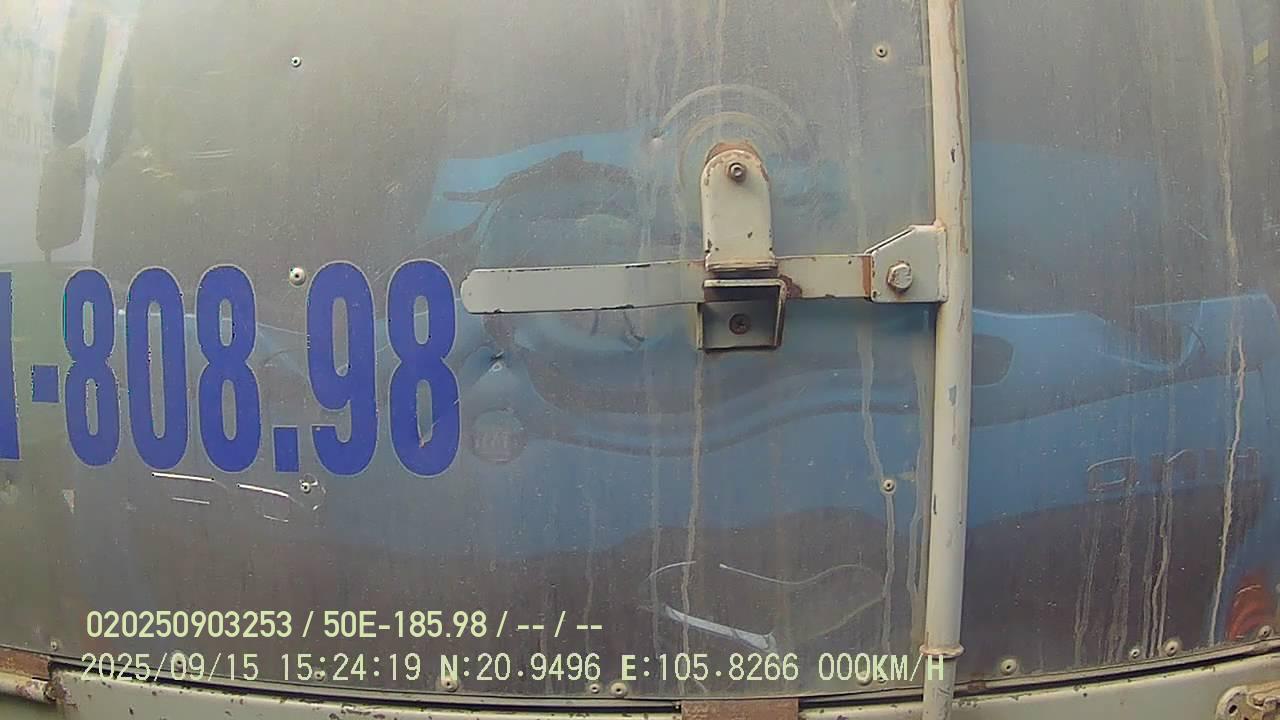 -808.98
020250903253 / 50E-185.98 / -- / --
2025/09/15 15:24:19 N:20.9496 E:105.8266 000KM/H